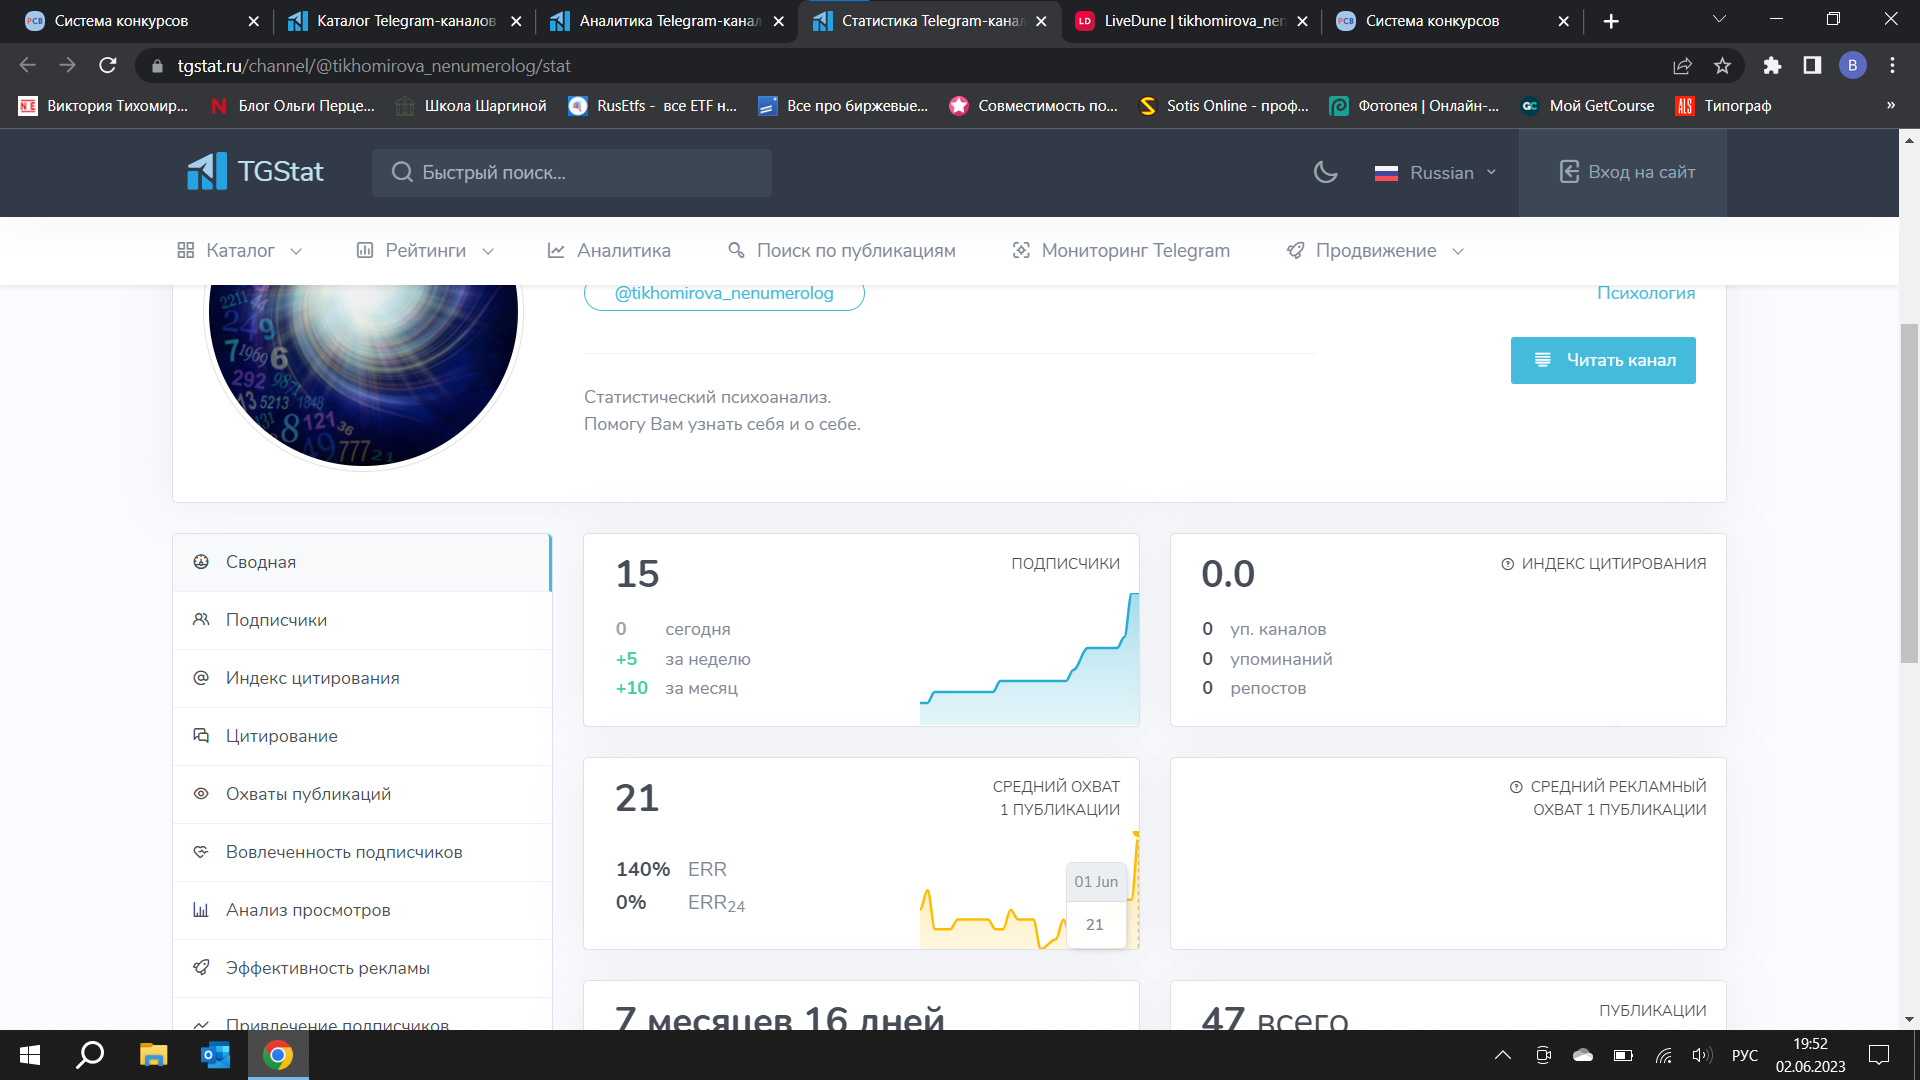 Система конкурсов
Каталог Telegram-каналов
Аналитика Telegram-канал
Статистика Telegram-кана
LiveDune | tikhomirova_nen
Система конкурсов
tgstat.ru/channel/@tikhomirova_nenumerolog/stat
B
Виктория Тихомир...
Блог Ольги Перце...
Школа Шаргиной
RusEtfs - все ETF н...
Все про биржевые...
Совместимость по...
Sotis Online - проф...
Фотопея | Онлайн-...
Мой GetCourse
Типограф
»
TGStat
Быстрый поиск...
Russian
Вход на сайт
Каталог
Рейтинги
Аналитика
Поиск по публикациям
Мониторинг Telegram
Продвижение
@tikhomirova_nenumerolog
Психология
Читать канал
Статистический психоанализ.
Помогу Вам узнать себя и о себе.
Сводная
Подписчики
Индекс цитирования
Цитирование
Охваты публикаций
Вовлеченность подписчиков
Анализ просмотров
Эффективность рекламы
Привлечение подписчиков
15
ПОДПИСЧИКИ
0 сегодня
+5 за неделю
+10 за месяц
0.0
ИНДЕКС ЦИТИРОВАНИЯ
0 уп. каналов
0 упоминаний
0 репостов
21
СРЕДНИЙ ОХВАТ
1 ПУБЛИКАЦИИ
140% ERR
0% ERR24
01 Jun
21
СРЕДНИЙ РЕКЛАМНЫЙ
ОХВАТ 1 ПУБЛИКАЦИИ
7 месяцев 16 дней
47 всего
ПУБЛИКАЦИИ
РУС
19:52
02.06.2023